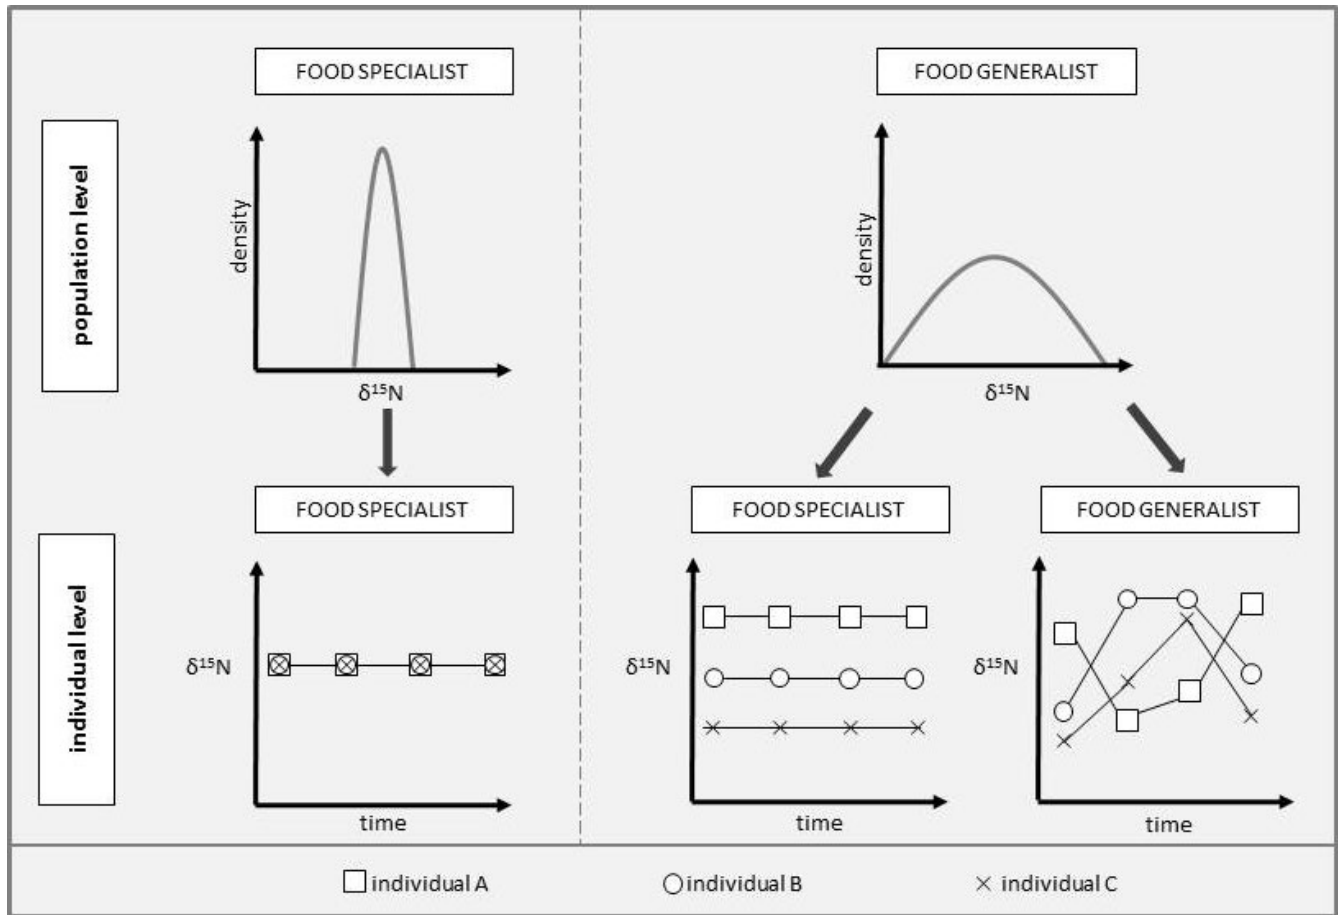 FOOD SPECIALIST
FOOD GENERALIST
population level
density
δ¹⁵N
density
δ¹⁵N
FOOD SPECIALIST
FOOD SPECIALIST
FOOD GENERALIST
individual level
δ¹⁵N
time
δ¹⁵N
time
δ¹⁵N
time
individual A
individual B
individual C